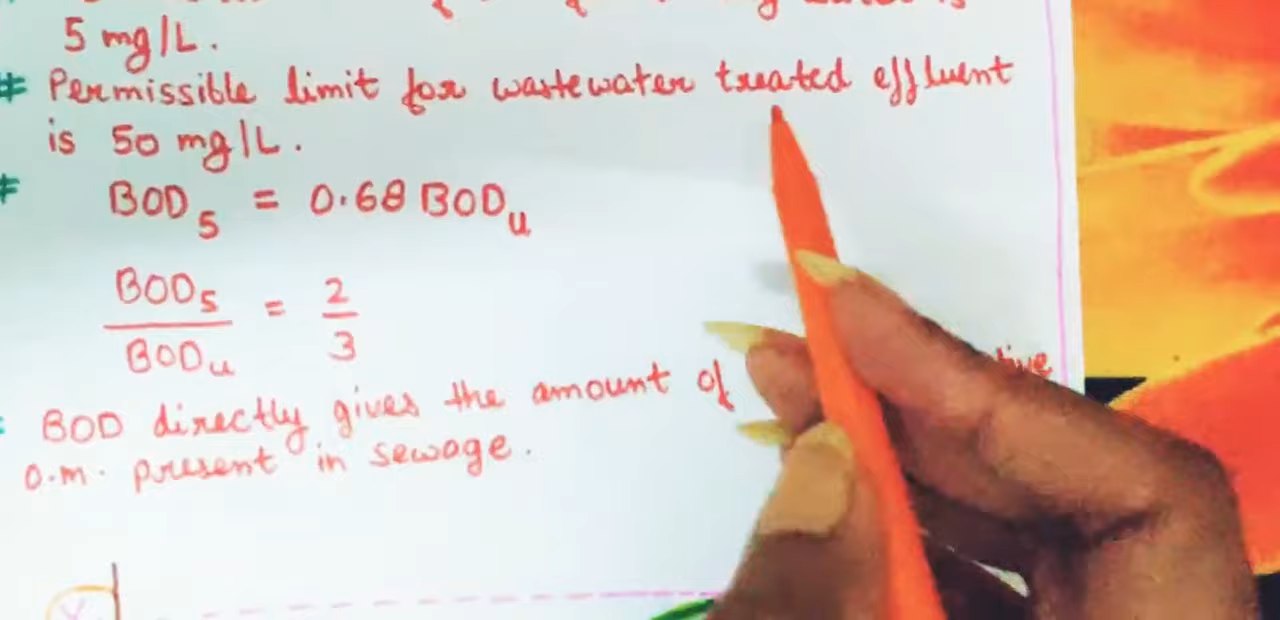 5 mg/L.
# Permissible limit for wastewater treated effluent
is 50 mg/L.
# BOD5 = 0.68 BODu
BOD5 / BODu = 2/3
BOD directly gives the amount of
o.m. present in sewage.